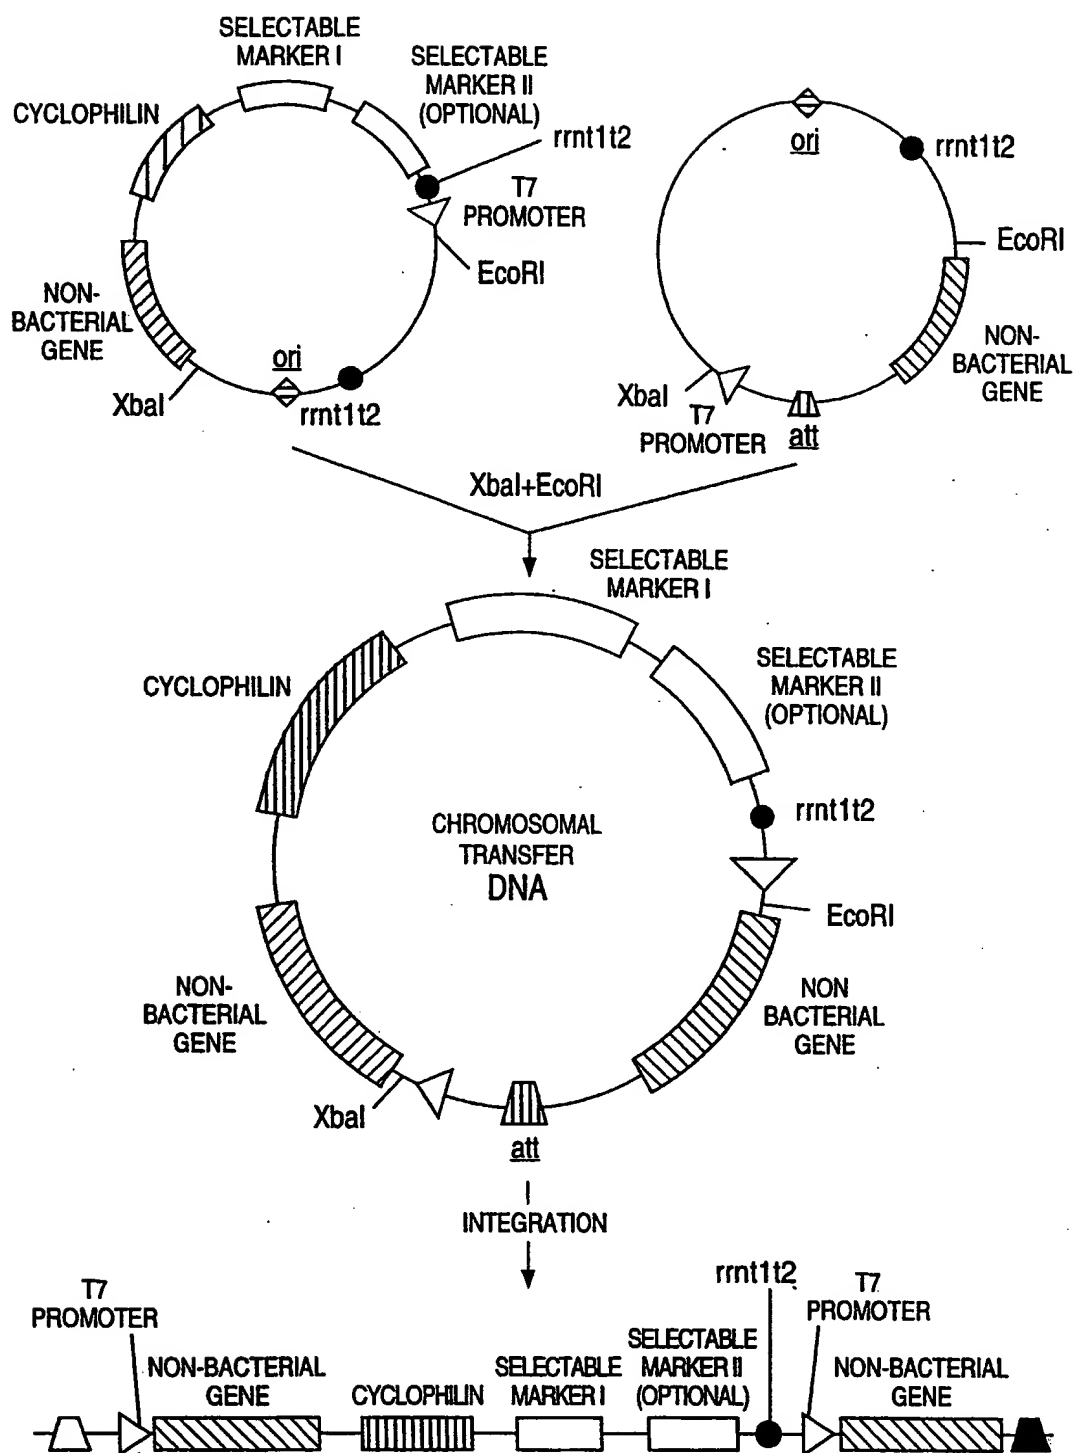 SELECTABLE
MARKER I
SELECTABLE
MARKER II
(OPTIONAL)
CYCLOPHILIN
rrnt1t2
T7
PROMOTER
EcoRI
NON-
BACTERIAL
GENE
XbaI
ori
rrnt1t2
ori
rrnt1t2
EcoRI
NON-
BACTERIAL
GENE
XbaI
T7
PROMOTER
att
XbaI+EcoRI
SELECTABLE
MARKER I
SELECTABLE
MARKER II
(OPTIONAL)
CYCLOPHILIN
rrnt1t2
CHROMOSOMAL
TRANSFER
DNA
EcoRI
NON-
BACTERIAL
GENE
NON
BACTERIAL
GENE
XbaI
att
INTEGRATION
T7
PROMOTER
rrnt1t2
T7
PROMOTER
NON-BACTERIAL
GENE
CYCLOPHILIN
SELECTABLE
MARKER I
SELECTABLE
MARKER II
(OPTIONAL)
NON-BACTERIAL
GENE